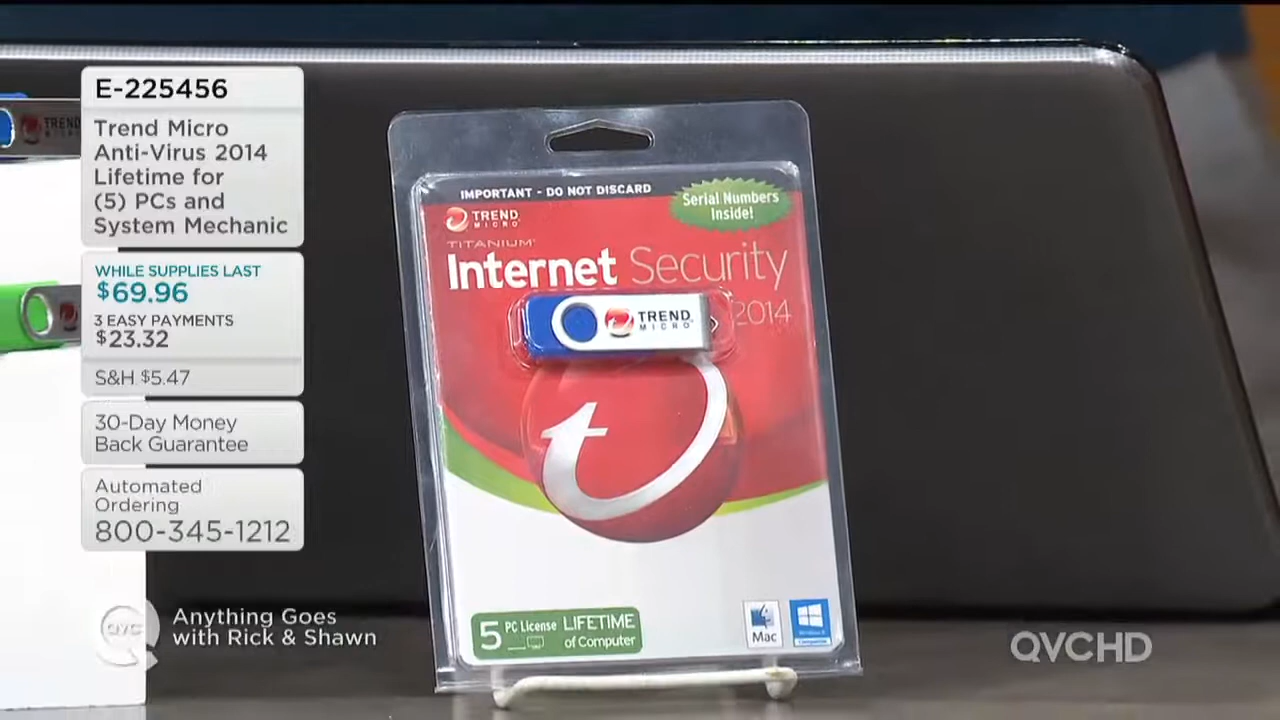 E-225456
Trend Micro
Anti-Virus 2014
Lifetime for
(5) PCs and
System Mechanic
WHILE SUPPLIES LAST
$69.96
3 EASY PAYMENTS
$23.32
S&H $5.47
30-Day Money
Back Guarantee
Automated
Ordering
800-345-1212
QVC
Anything Goes
with Rick & Shawn
QVCHD
TREND
MICRO
IMPORTANT - DO NOT DISCARD
Serial Numbers
Inside!
TREND
MICRO
TITANIUM
Internet Security
2014
TREND
MICRO
5 PC License LIFETIME
of Computer
Mac